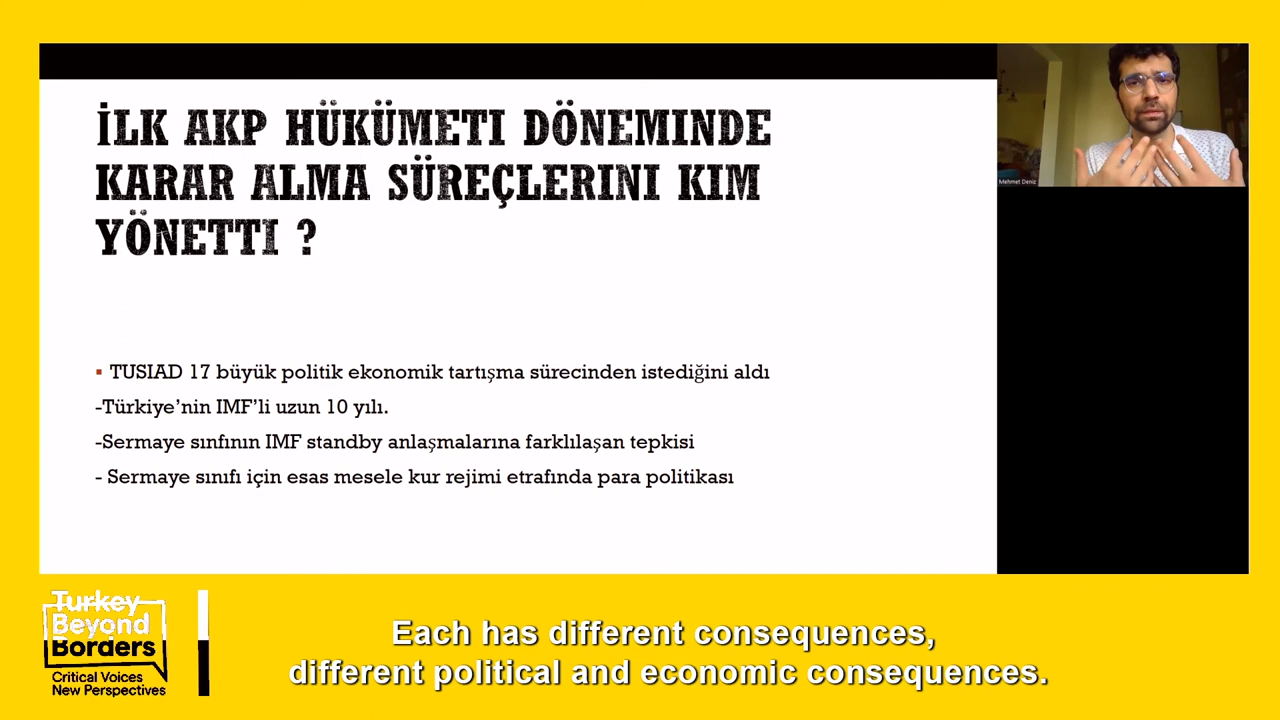 İLK AKP HÜKÜMETI DÖNEMINDE
KARAR ALMA SÜREÇLERINI KIM
YÖNETTI ?
▪ TUSIAD 17 büyük politik ekonomik tartışma sürecinden istediğini aldı
-Türkiye’nin IMF’li uzun 10 yılı.
-Sermaye sınfının IMF standby anlaşmalarına farklılaşan tepkisi
- Sermaye sınıfı için esas mesele kur rejimi etrafında para politikası
Mehmet Deniz
Turkey
Beyond
Borders
Critical Voices
New Perspectives
Each has different consequences,
different political and economic consequences.